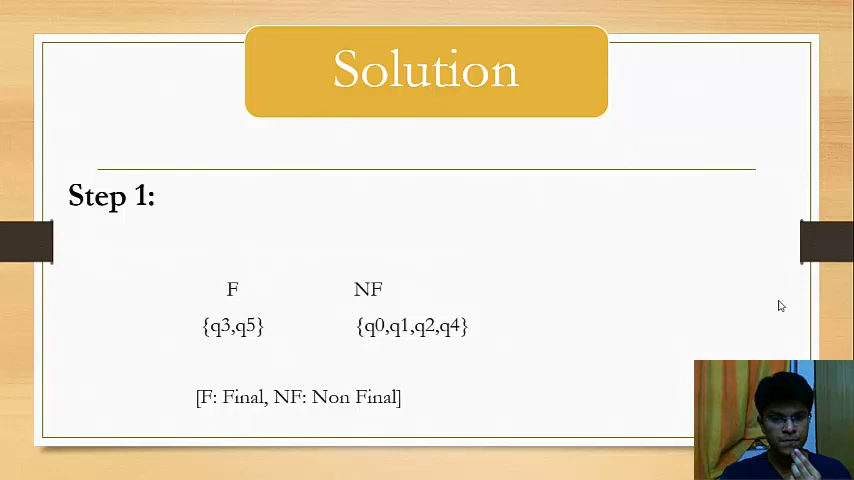 Solution
Step 1:
F NF
{q3,q5} {q0,q1,q2,q4}
[F: Final, NF: Non Final]